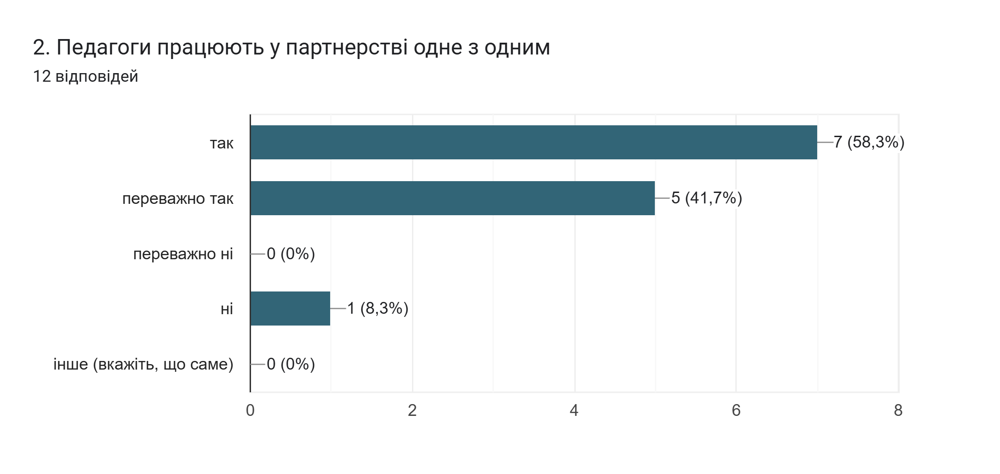 2. Педагоги працюють у партнерстві одне з одним
12 відповідей
так 7 (58,3%)
переважно так 5 (41,7%)
переважно ні 0 (0%)
ні 1 (8,3%)
інше (вкажіть, що саме) 0 (0%)
0 2 4 6 8